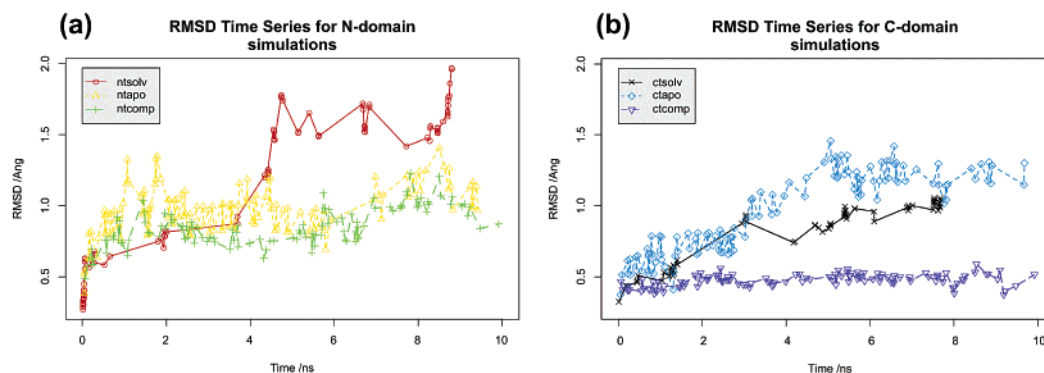 (a)
RMSD Time Series for N-domain
simulations
ntsolv
ntapo
ntcomp
RMSD /Ang
2.0
1.5
1.0
0.5
0 2 4 6 8 10
Time /ns
(b)
RMSD Time Series for C-domain
simulations
ctsolv
ctapo
ctcomp
RMSD /Ang
2.0
1.5
1.0
0.5
0 2 4 6 8 10
Time /ns